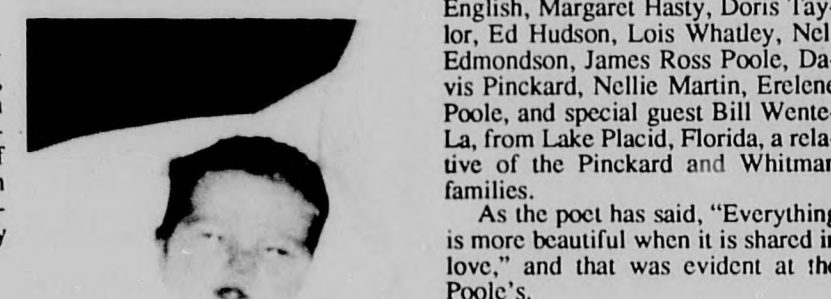 English, Margaret Hasty, Doris Tay-
lor, Ed Hudson, Lois Whatley, Nel
Edmondson, James Ross Poole, Da-
vis Pinckard, Nellie Martin, Erelene
Poole, and special guest Bill Wente-
La, from Lake Placid, Florida, a rela-
tive of the Pinckard and Whitman
families.
As the poet has said, “Everything
is more beautiful when it is shared in
love,” and that was evident at the
Poole's.